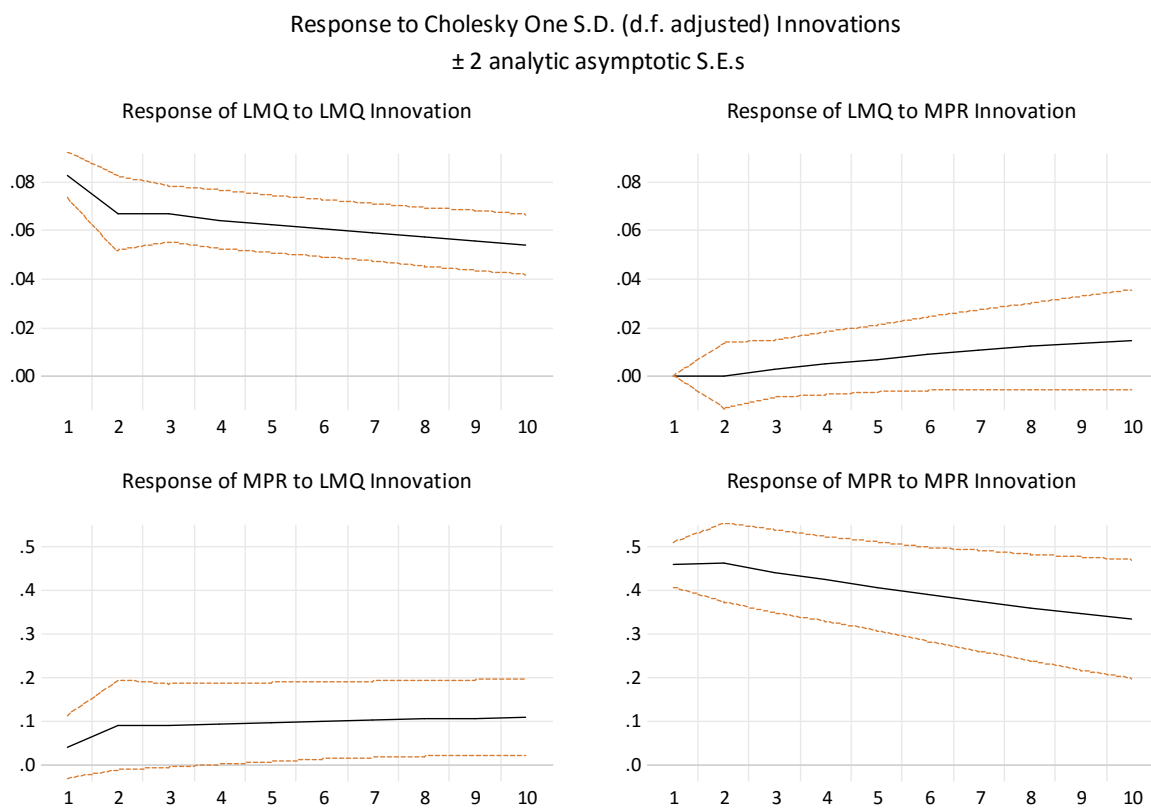 Response to Cholesky One S.D. (d.f. adjusted) Innovations
± 2 analytic asymptotic S.E.s
Response of LMQ to LMQ Innovation
.08
.06
.04
.02
.00
1 2 3 4 5 6 7 8 9 10
Response of LMQ to MPR Innovation
.08
.06
.04
.02
.00
1 2 3 4 5 6 7 8 9 10
Response of MPR to LMQ Innovation
.5
.4
.3
.2
.1
.0
1 2 3 4 5 6 7 8 9 10
Response of MPR to MPR Innovation
.5
.4
.3
.2
.1
.0
1 2 3 4 5 6 7 8 9 10